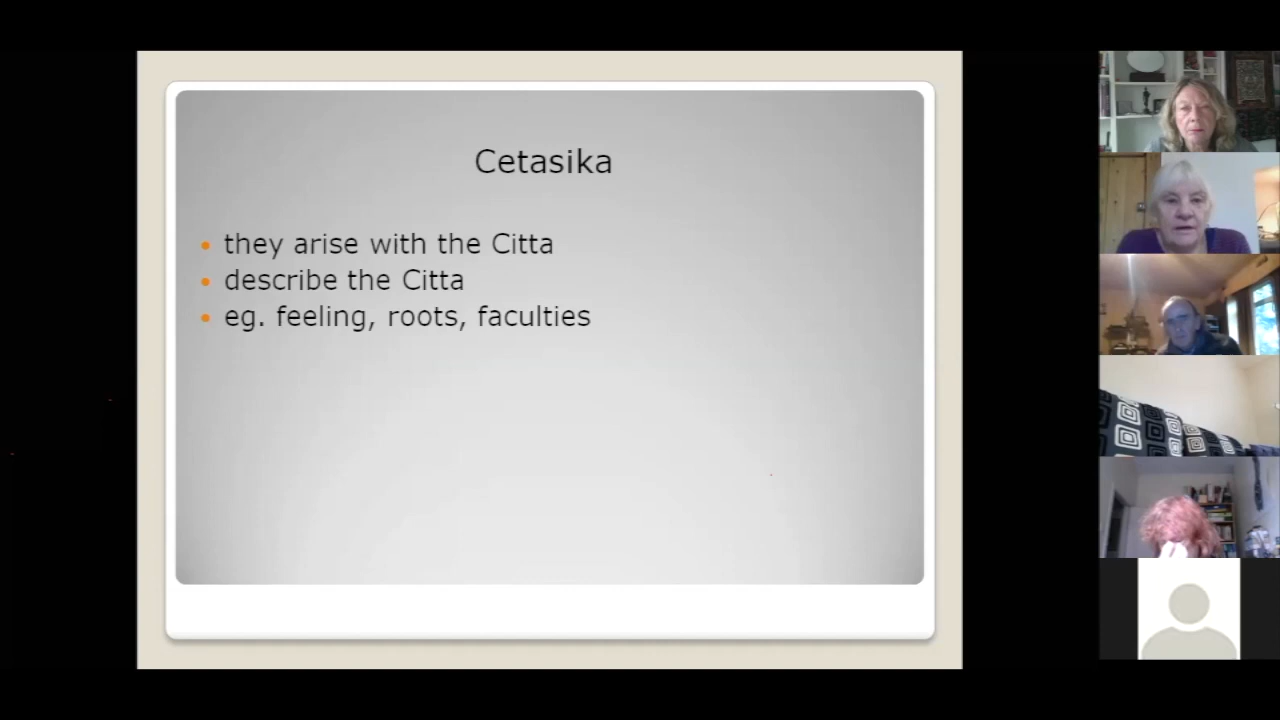 Cetasika
• they arise with the Citta
• describe the Citta
• eg. feeling, roots, faculties